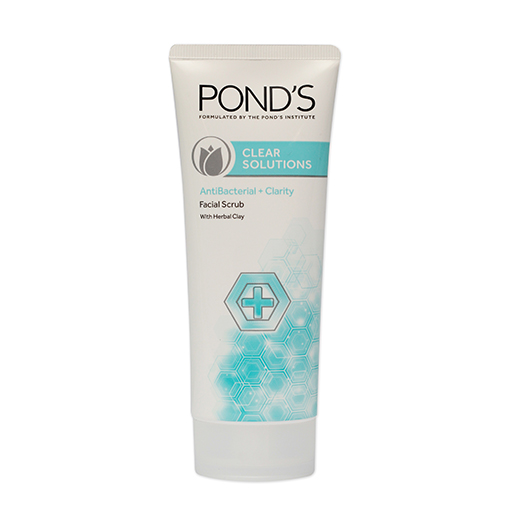 POND'S
FORMULATED BY THE POND'S INSTITUTE
CLEAR
SOLUTIONS
AntiBacterial + Clarity
Facial Scrub
With Herbal Clay